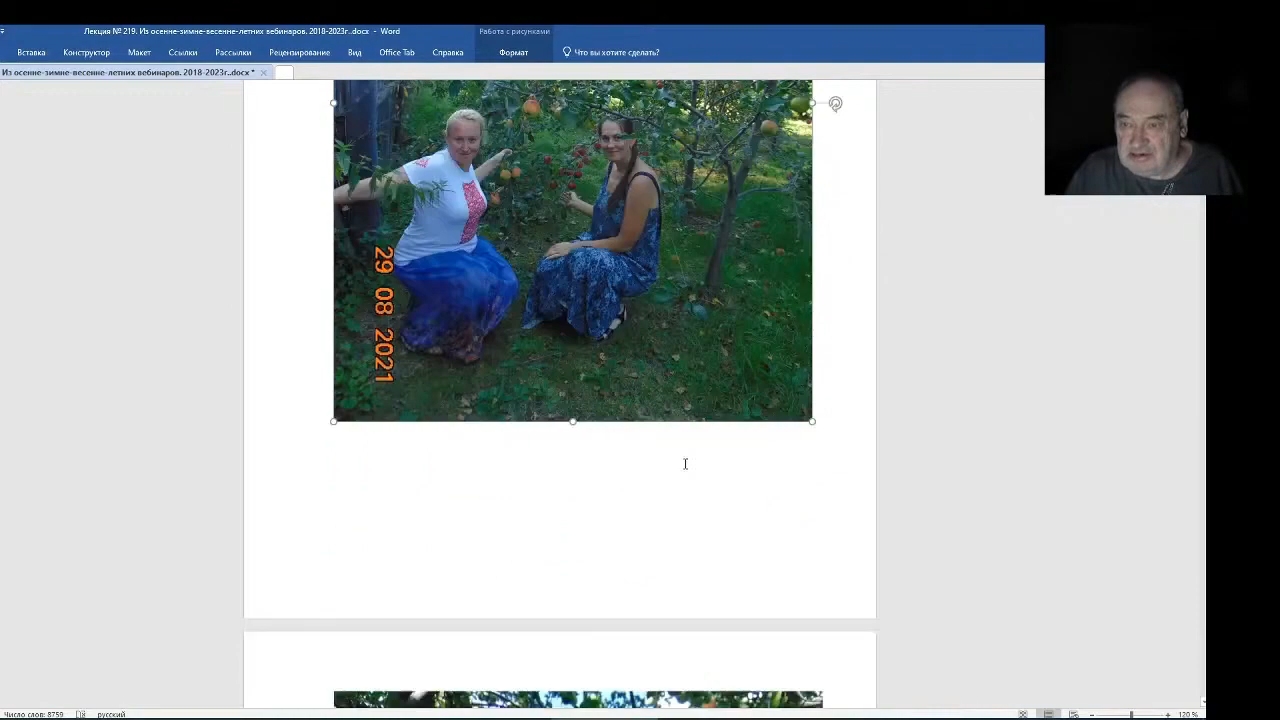 Лекция № 219. Из осенне-зимне-весенне-летних вебинаров. 2018-2023г..docx - Word
Работа с рисунками
Вставка Конструктор Макет Ссылки Рассылки Рецензирование Вид Office Tab Справка Формат Что вы хотите сделать?
Из осенне-зимне-весенне-летних вебинаров. 2018-2023г..docx *
29 08 2021
Число слов: 8759 русский 120 %